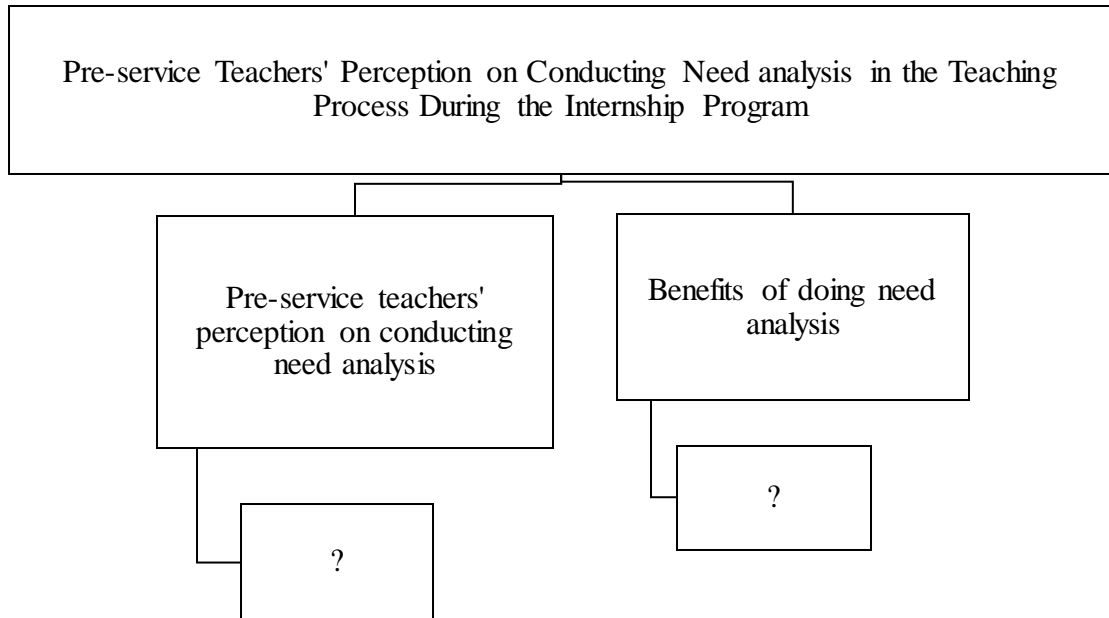 Pre-service Teachers' Perception on Conducting Need analysis in the Teaching
Process During the Internship Program
Pre-service teachers'
perception on conducting
need analysis
Benefits of doing need
analysis
?
?